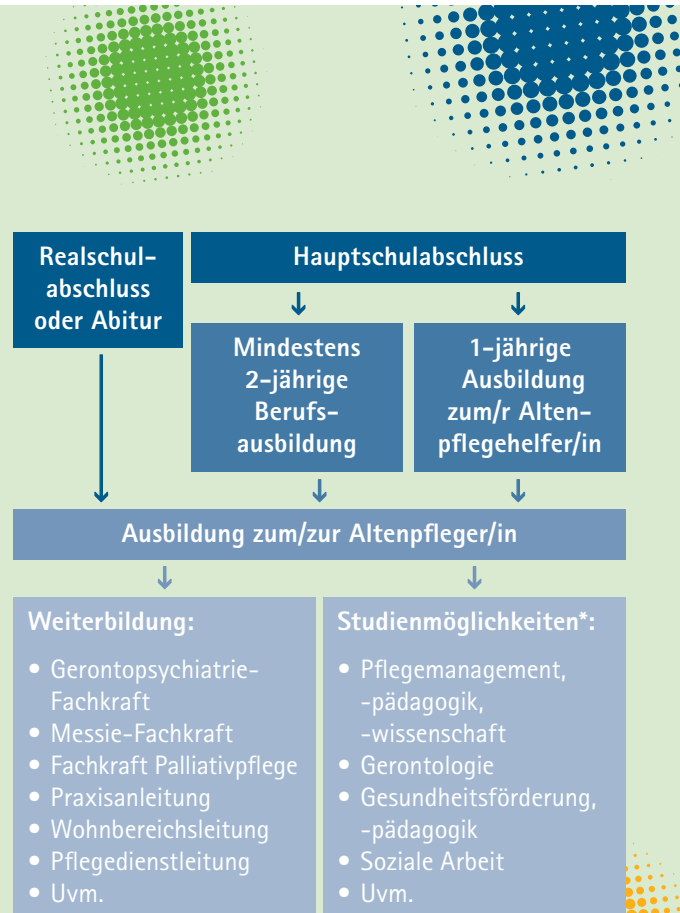 Realschul-
abschluss
oder Abitur
Hauptschulabschluss
Mindestens
2-jährige
Berufs-
ausbildung
1-jährige
Ausbildung
zum/r Alten-
pflegehelfer/in
Ausbildung zum/zur Altenpfleger/in
Weiterbildung:
• Gerontopsychiatrie-
Fachkraft
• Messie-Fachkraft
• Fachkraft Palliativpflege
• Praxisanleitung
• Wohnbereichsleitung
• Pflegedienstleitung
• Uvm.
Studienmöglichkeiten*:
• Pflegemanagement,
-pädagogik,
-wissenschaft
• Gerontologie
• Gesundheitsförderung,
-pädagogik
• Soziale Arbeit
• Uvm.